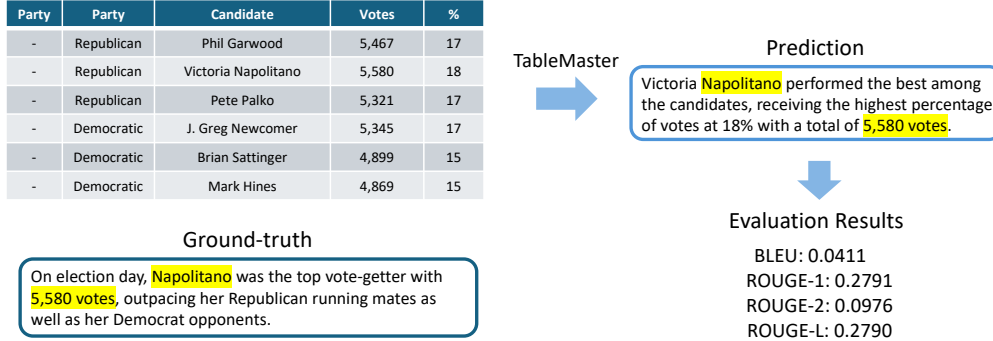 Party Party Candidate Votes %
- Republican Phil Garwood 5,467 17
- Republican Victoria Napolitano 5,580 18
- Republican Pete Palko 5,321 17
- Democratic J. Greg Newcomer 5,345 17
- Democratic Brian Sattinger 4,899 15
- Democratic Mark Hines 4,869 15
Ground-truth
On election day, Napolitano was the top vote-getter with
5,580 votes, outpacing her Republican running mates as
well as her Democrat opponents.
TableMaster
Prediction
Victoria Napolitano performed the best among
the candidates, receiving the highest percentage
of votes at 18% with a total of 5,580 votes.
Evaluation Results
BLEU: 0.0411
ROUGE-1: 0.2791
ROUGE-2: 0.0976
ROUGE-L: 0.2790